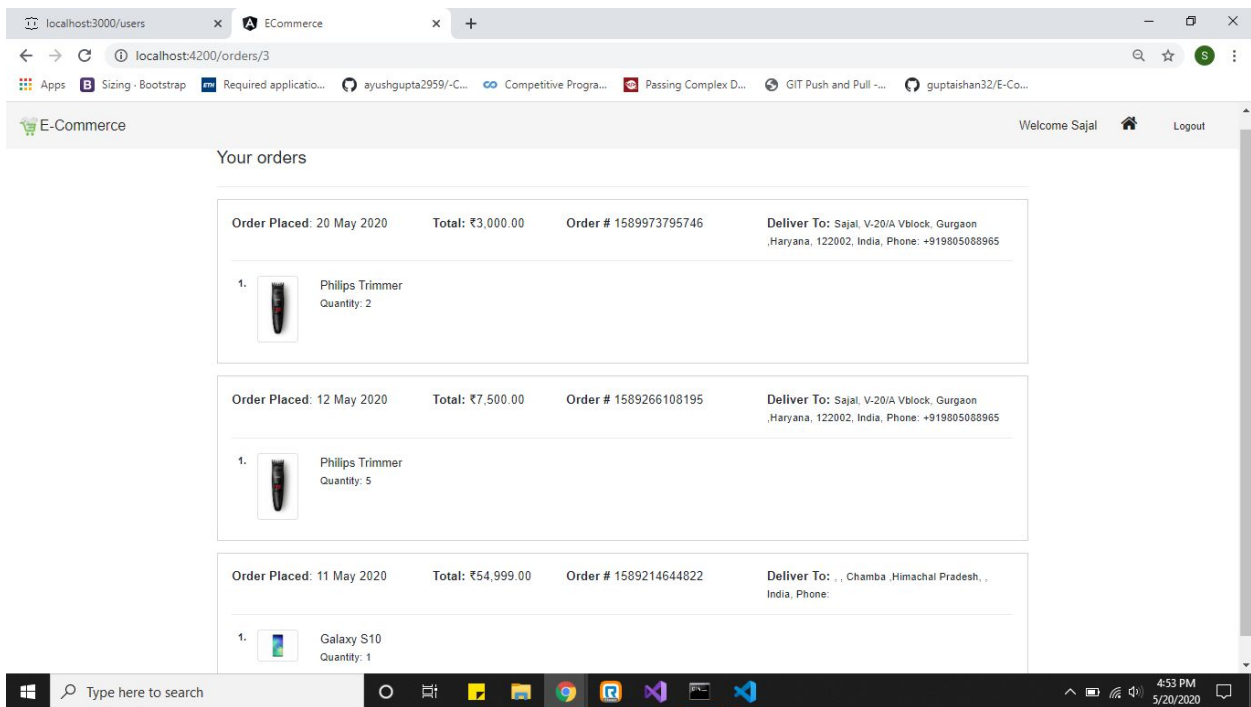 localhost:3000/users
ECommerce
localhost:4200/orders/3
S
Apps
B Sizing · Bootstrap
ETH Required applicatio...
ayushgupta2959/-C...
Competitive Progra...
Passing Complex D...
GIT Push and Pull -...
guptaishan32/E-Co...
E-Commerce
Welcome Sajal
Logout
Your orders
Order Placed: 20 May 2020 Total: ₹3,000.00 Order # 1589973795746 Deliver To: Sajal, V-20/A Vblock, Gurgaon
,Haryana, 122002, India, Phone: +919805088965
1. Philips Trimmer
Quantity: 2
Order Placed: 12 May 2020 Total: ₹7,500.00 Order # 1589266108195 Deliver To: Sajal, V-20/A Vblock, Gurgaon
,Haryana, 122002, India, Phone: +919805088965
1. Philips Trimmer
Quantity: 5
Order Placed: 11 May 2020 Total: ₹54,999.00 Order # 1589214644822 Deliver To: , , Chamba ,Himachal Pradesh, ,
India, Phone:
1. Galaxy S10
Quantity: 1
Type here to search
4:53 PM
5/20/2020